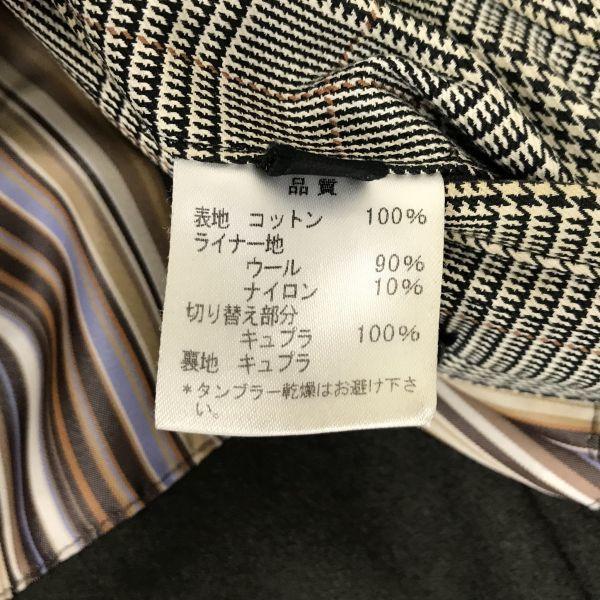 品質
表地 コットン 100%
ライナー地
ウール 90%
ナイロン 10%
切り替え部分
キュプラ 100%
裏地 キュプラ
*タンブラー乾燥はお避け下さ
い。